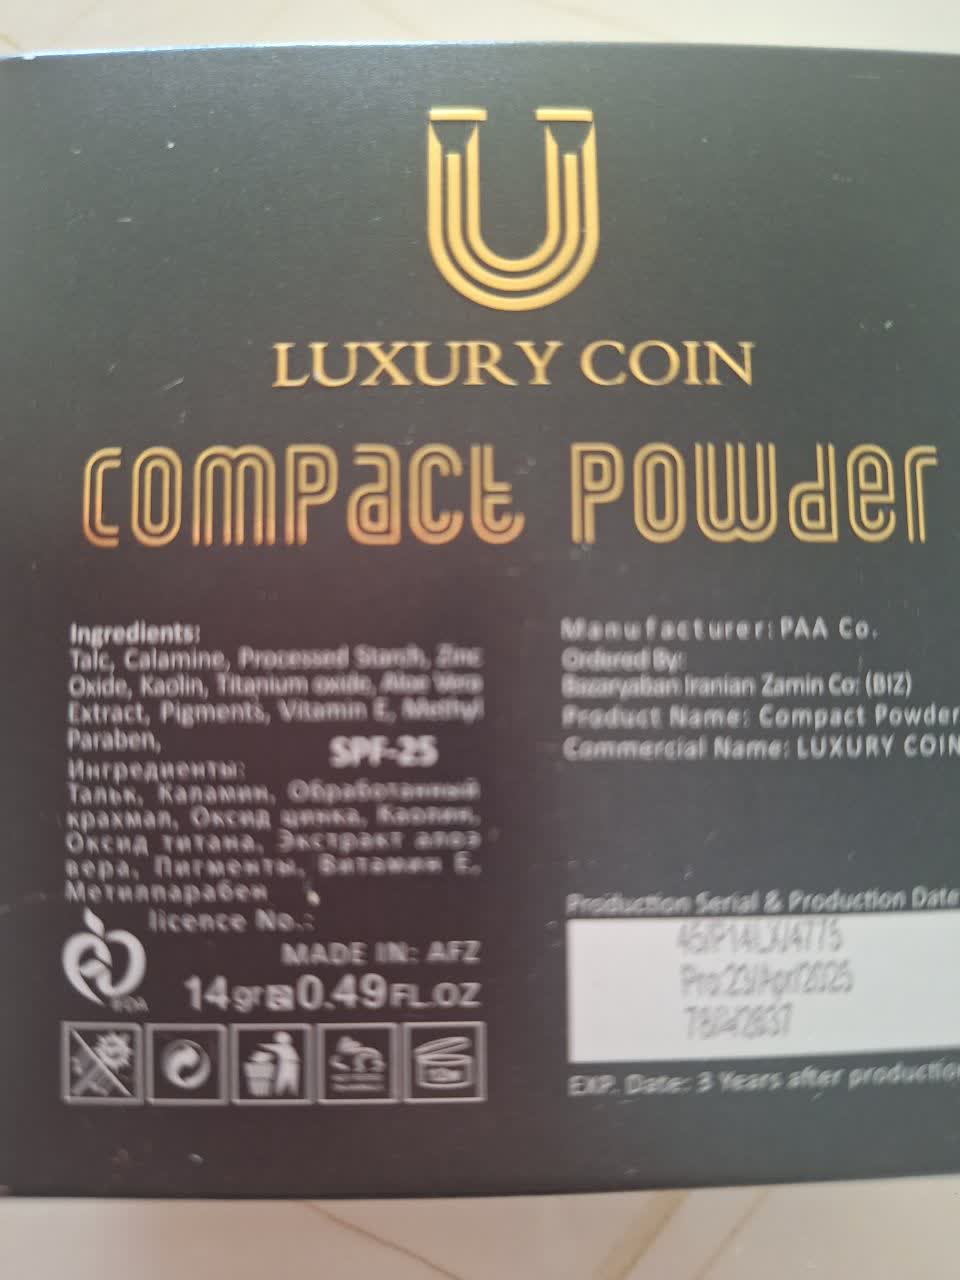 U
LUXURY COIN
COMPACT POWDER
Ingredients:
Talc, Calamine, Processed Starch, Zinc
Oxide, Kaolin, Titanium oxide, Aloe Vera
Extract, Pigments, Vitamin E, Methyl
Paraben,
SPF-25
Ингредиенты:
Тальк, Каламин, Обработанный
крахмал, Оксид цинка, Каолин,
Оксид титана, Экстракт алоэ
вера, Пигменты, Витамин Е,
Метилпарабен
licence No.:
MADE IN: AFZ
14gr 0.49FL.OZ
Manufacturer: PAA Co.
Ordered By:
Bazaryaban Iranian Zamin Co: (BIZ)
Product Name: Compact Powder
Commercial Name: LUXURY COIN
Production Serial & Production Date
Pro:23/Apr/2025
EXP. Date: 3 Years after production